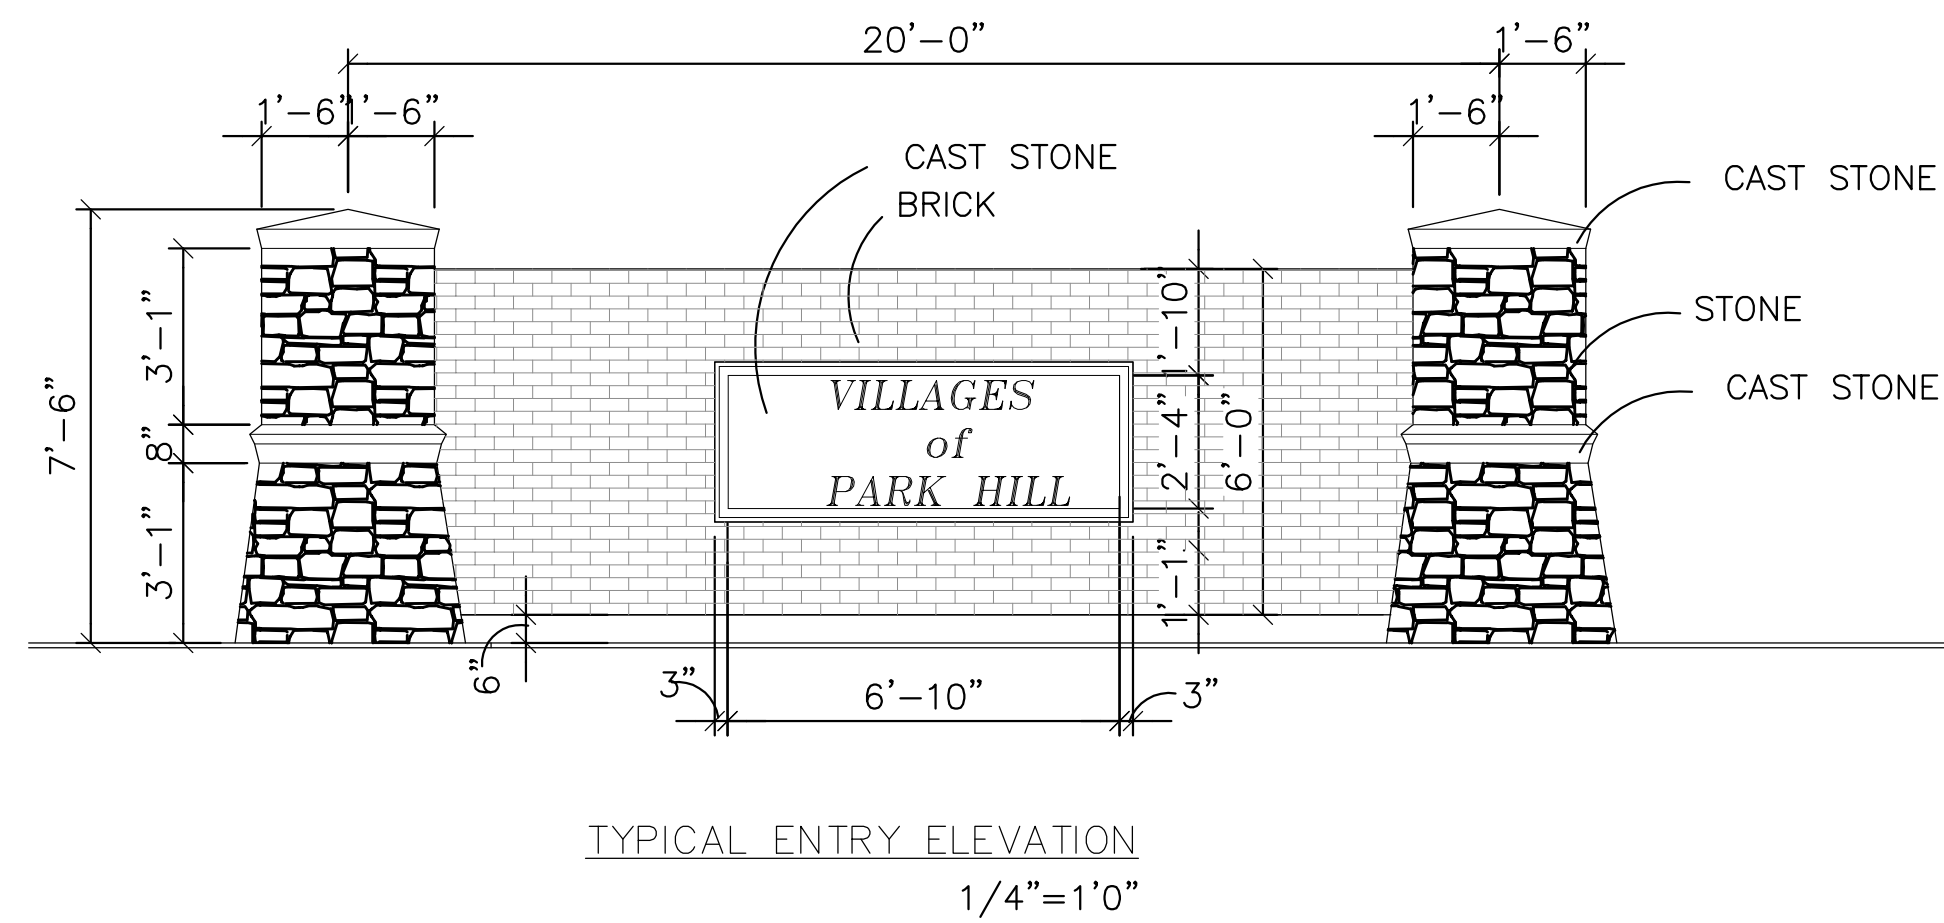 20'-0"
1'-6"
1'-6"
1'-6"
1'-6"
CAST STONE
BRICK
CAST STONE
STONE
CAST STONE
7'-6"
3'-1"
8"
3'-1"
1'-10"
2'-4"
6'-0"
1'-1"
VILLAGES
of
PARK HILL
6"
3"
6'-10"
3"
TYPICAL ENTRY ELEVATION
1/4"=1'0"